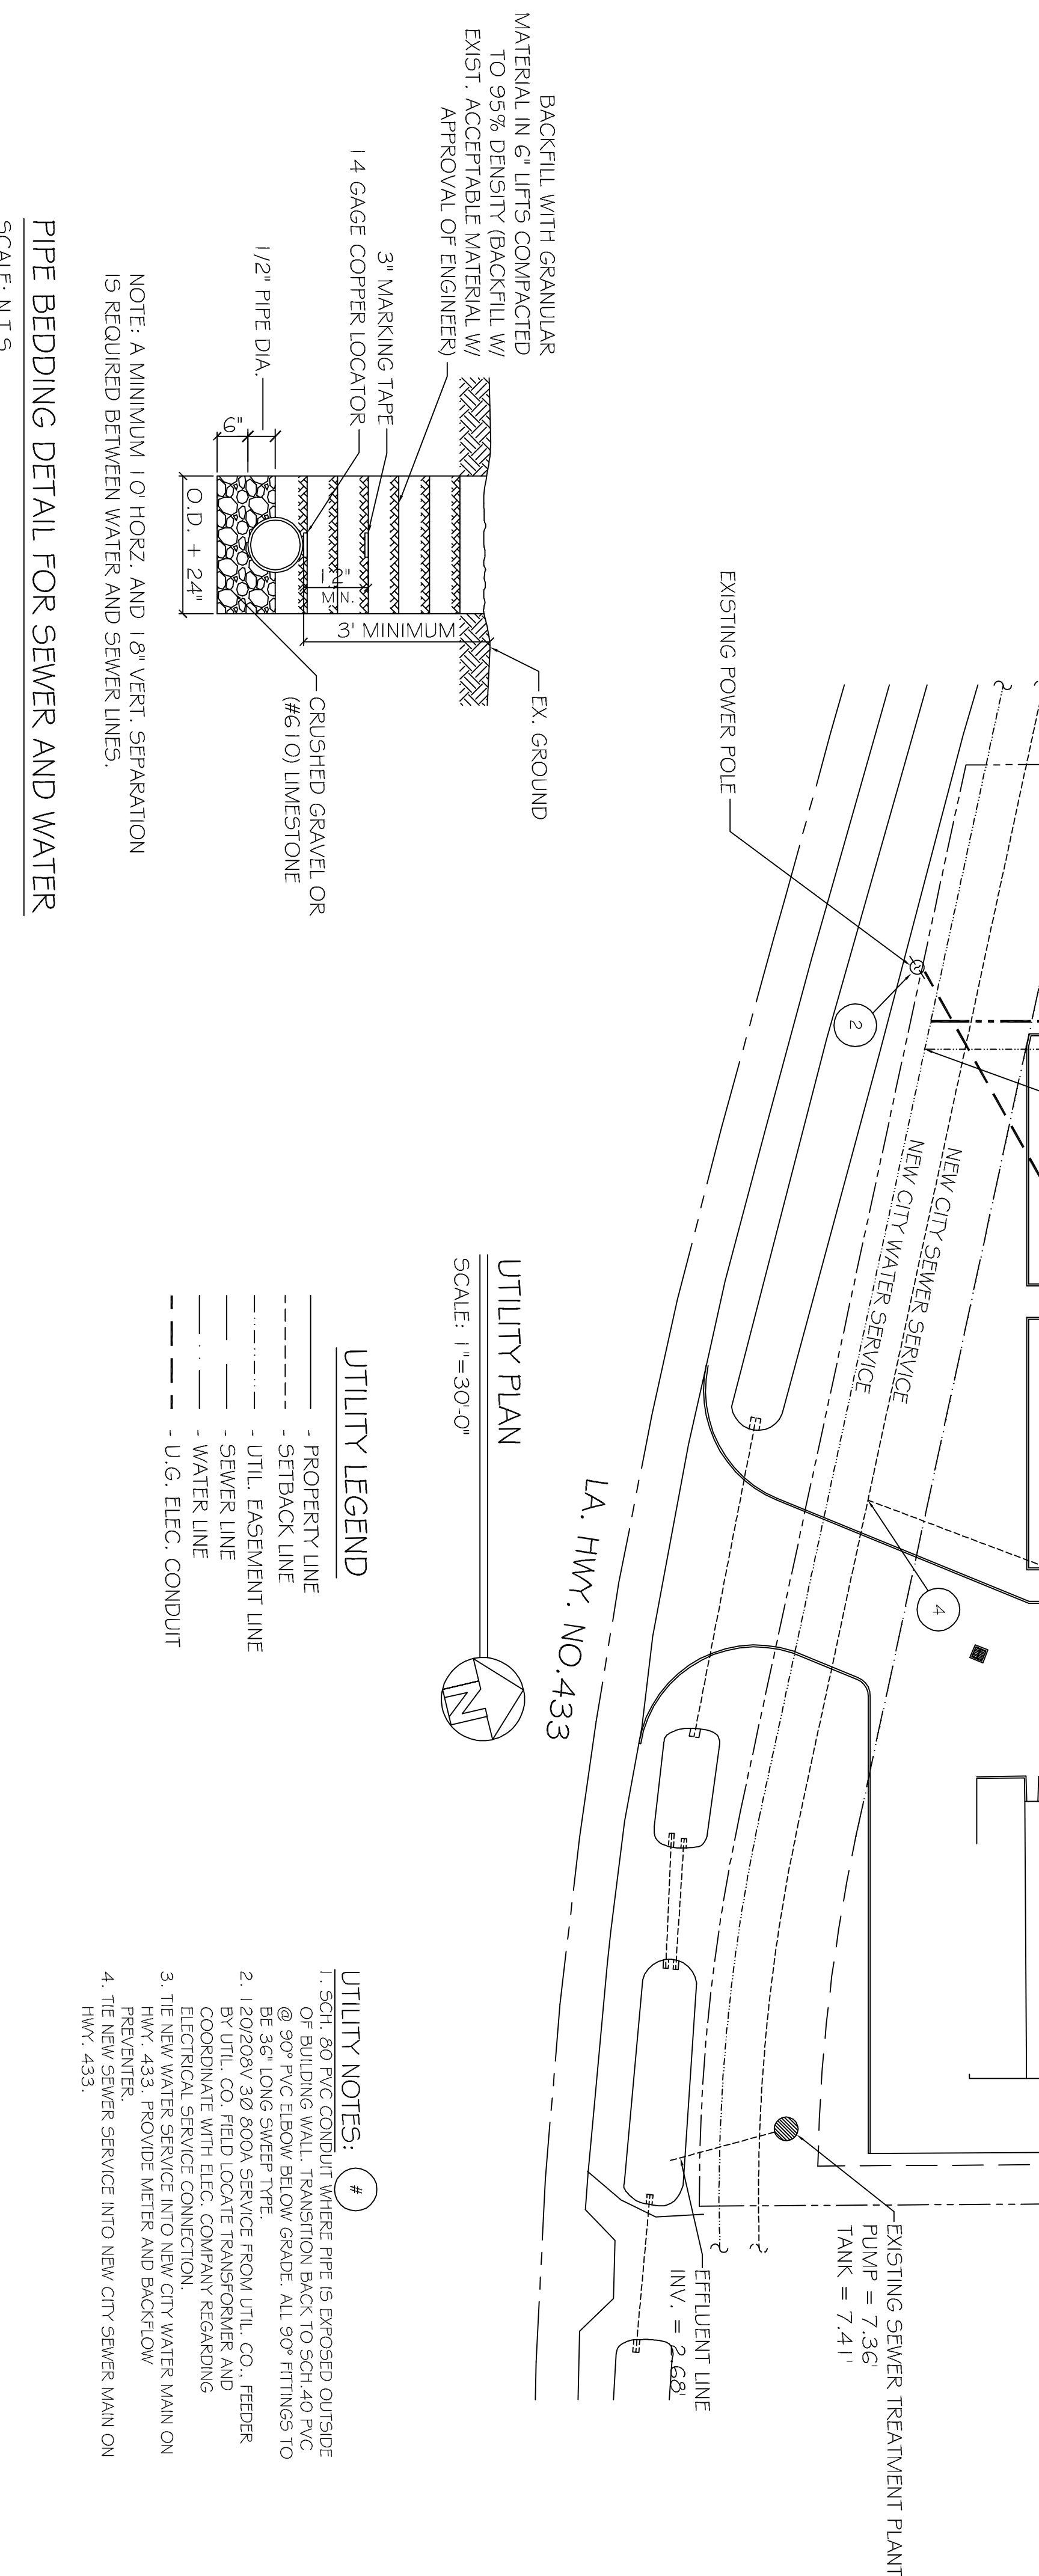 EXISTING POWER POLE
2
NEW CITY SEWER SERVICE
NEW CITY WATER SERVICE
4
LA. HWY. NO.433
EXISTING SEWER TREATMENT PLANT
PUMP = 7.36'
TANK = 7.41'
EFFLUENT LINE
INV. = 2.68'
BACKFILL WITH GRANULAR
MATERIAL IN 6" LIFTS COMPACTED
TO 95% DENSITY (BACKFILL W/
EXIST. ACCEPTABLE MATERIAL W/
APPROVAL OF ENGINEER)
3" MARKING TAPE
14 GAGE COPPER LOCATOR
1/2" PIPE DIA.
6"
O.D. + 24"
12"
MIN.
3' MINIMUM
EX. GROUND
CRUSHED GRAVEL OR
(#610) LIMESTONE
NOTE: A MINIMUM 10' HORZ. AND 18" VERT. SEPARATION
IS REQUIRED BETWEEN WATER AND SEWER LINES.
PIPE BEDDING DETAIL FOR SEWER AND WATER
SCALE: N.T.S.
UTILITY PLAN
SCALE: 1"=30'-0"
N
UTILITY LEGEND
- PROPERTY LINE
- SETBACK LINE
- UTIL. EASEMENT LINE
- SEWER LINE
- WATER LINE
- U.G. ELEC. CONDUIT
UTILITY NOTES: #
1. SCH. 80 PVC CONDUIT WHERE PIPE IS EXPOSED OUTSIDE
OF BUILDING WALL. TRANSITION BACK TO SCH.40 PVC
@ 90° PVC ELBOW BELOW GRADE. ALL 90° FITTINGS TO
BE 36" LONG SWEEP TYPE.
2. 120/208V 3Ø 800A SERVICE FROM UTIL. CO., FEEDER
BY UTIL. CO. FIELD LOCATE TRANSFORMER AND
COORDINATE WITH ELEC. COMPANY REGARDING
ELECTRICAL SERVICE CONNECTION.
3. TIE NEW WATER SERVICE INTO NEW CITY WATER MAIN ON
HWY. 433. PROVIDE METER AND BACKFLOW
PREVENTER.
4. TIE NEW SEWER SERVICE INTO NEW CITY SEWER MAIN ON
HWY. 433.